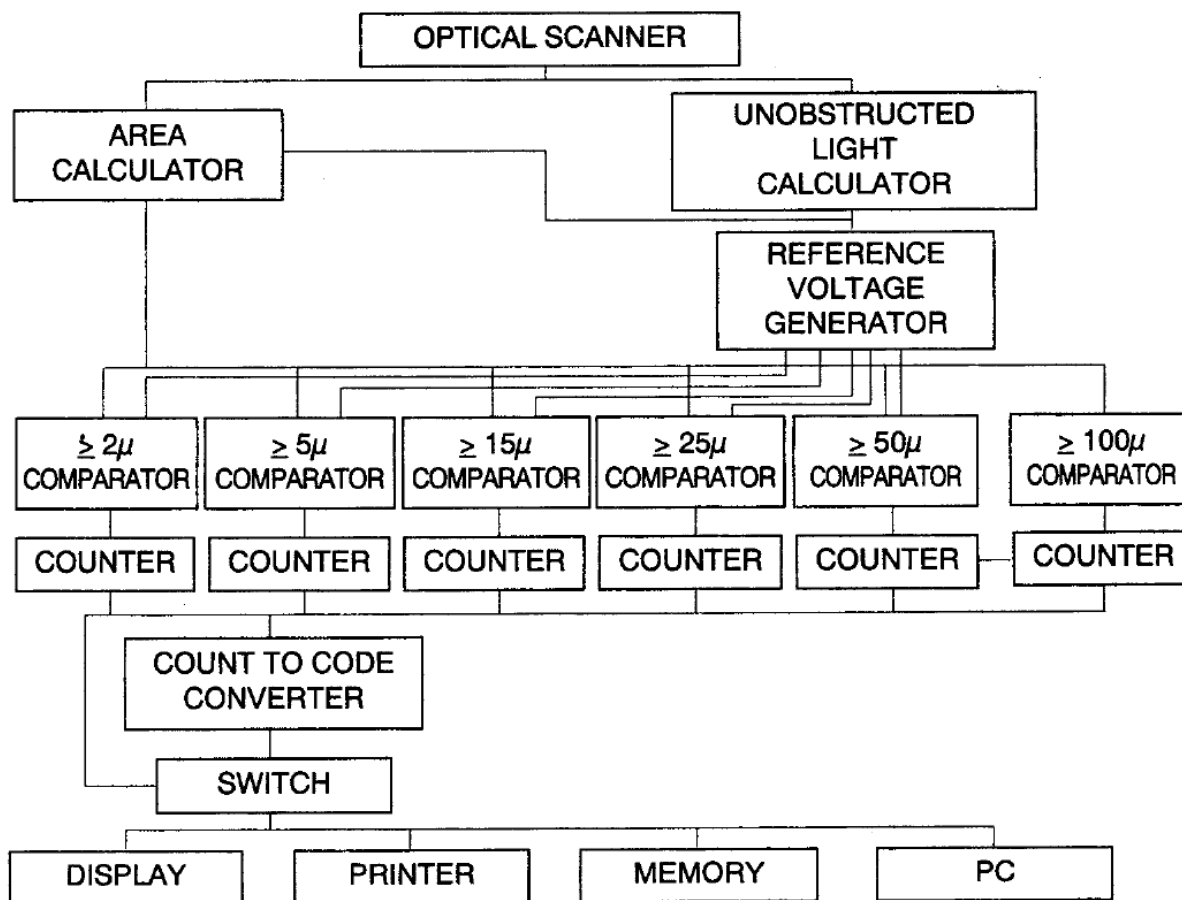 OPTICAL SCANNER
AREA
CALCULATOR
UNOBSTRUCTED
LIGHT
CALCULATOR
REFERENCE
VOLTAGE
GENERATOR
≥ 2µ
COMPARATOR
≥ 5µ
COMPARATOR
≥ 15µ
COMPARATOR
≥ 25µ
COMPARATOR
≥ 50µ
COMPARATOR
≥ 100µ
COMPARATOR
COUNTER
COUNTER
COUNTER
COUNTER
COUNTER
COUNTER
COUNT TO CODE
CONVERTER
SWITCH
DISPLAY
PRINTER
MEMORY
PC